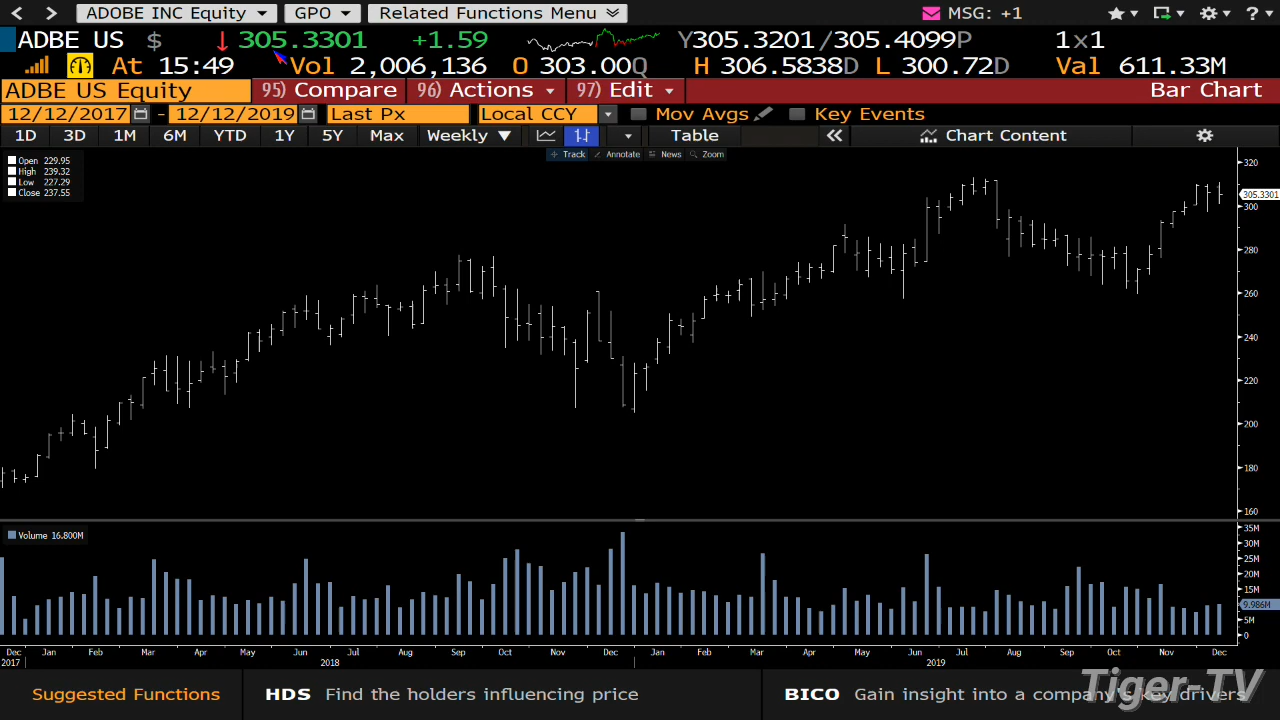 ADOBE INC Equity GPO Related Functions Menu MSG: +1 ?
ADBE US $ ↓ 305.3301 +1.59 Y305.3201/305.4099P 1x1
At 15:49 Vol 2,006,136 O 303.00Q H 306.5838D L 300.72D Val 611.33M
ADBE US Equity 95) Compare 96) Actions 97) Edit Bar Chart
12/12/2017 - 12/12/2019 Last Px Local CCY Mov Avgs Key Events
1D 3D 1M 6M YTD 1Y 5Y Max Weekly ▼ Table « Chart Content
Track Annotate News Zoom
Open 229.95
High 239.32
Low 227.29
Close 237.55
320
305.3301
300
280
260
240
220
200
180
160
Volume 16.800M
35M
30M
25M
20M
15M
9.986M
5M
0
Dec Jan Feb Mar Apr May Jun Jul Aug Sep Oct Nov Dec Jan Feb Mar Apr May Jun Jul Aug Sep Oct Nov Dec
2017 2018 2019
Suggested Functions HDS Find the holders influencing price BICO Gain insight into a company's key drivers
Tiger-TV